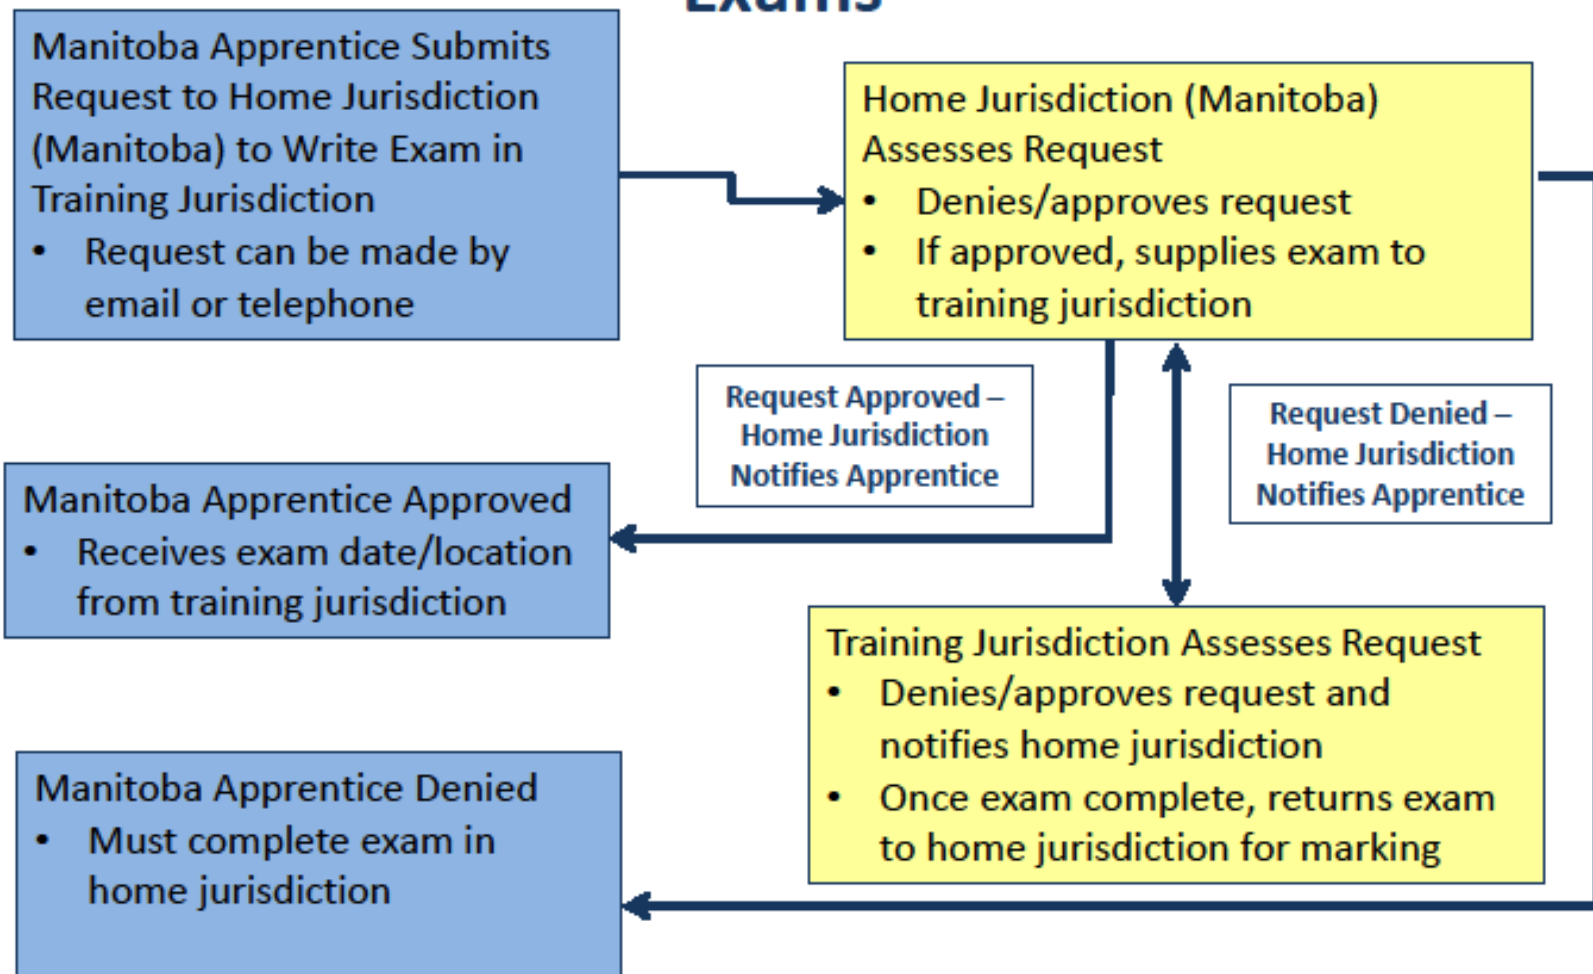 Exams
Manitoba Apprentice Submits
Request to Home Jurisdiction
(Manitoba) to Write Exam in
Training Jurisdiction
• Request can be made by
email or telephone
Home Jurisdiction (Manitoba)
Assesses Request
• Denies/approves request
• If approved, supplies exam to
training jurisdiction
Request Approved –
Home Jurisdiction
Notifies Apprentice
Request Denied –
Home Jurisdiction
Notifies Apprentice
Manitoba Apprentice Approved
• Receives exam date/location
from training jurisdiction
Training Jurisdiction Assesses Request
• Denies/approves request and
notifies home jurisdiction
• Once exam complete, returns exam
to home jurisdiction for marking
Manitoba Apprentice Denied
• Must complete exam in
home jurisdiction